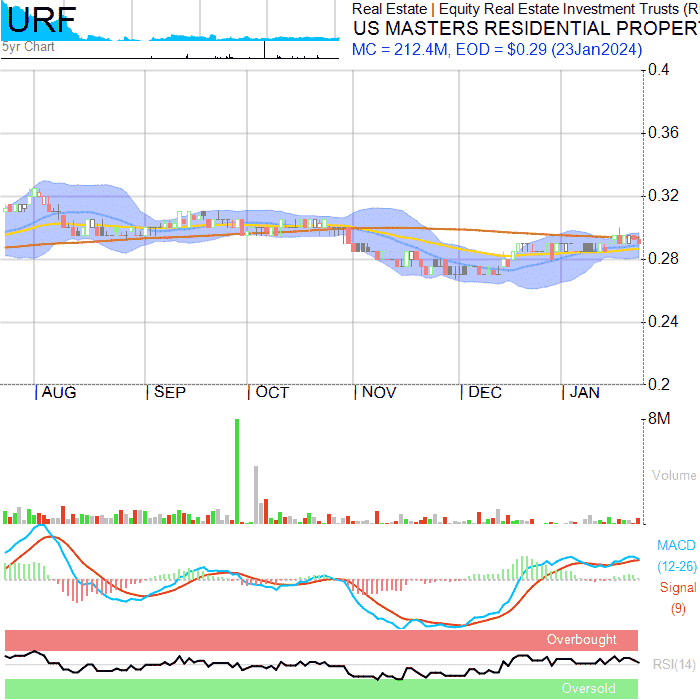 URF
5yr Chart
Real Estate | Equity Real Estate Investment Trusts (R
US MASTERS RESIDENTIAL PROPER
MC = 212.4M, EOD = $0.29 (23Jan2024)
0.4
0.36
0.32
0.28
0.24
0.2
|AUG |SEP |OCT |NOV |DEC |JAN
8M
Volume
MACD
(12-26)
Signal
(9)
Overbought
RSI(14)
Oversold